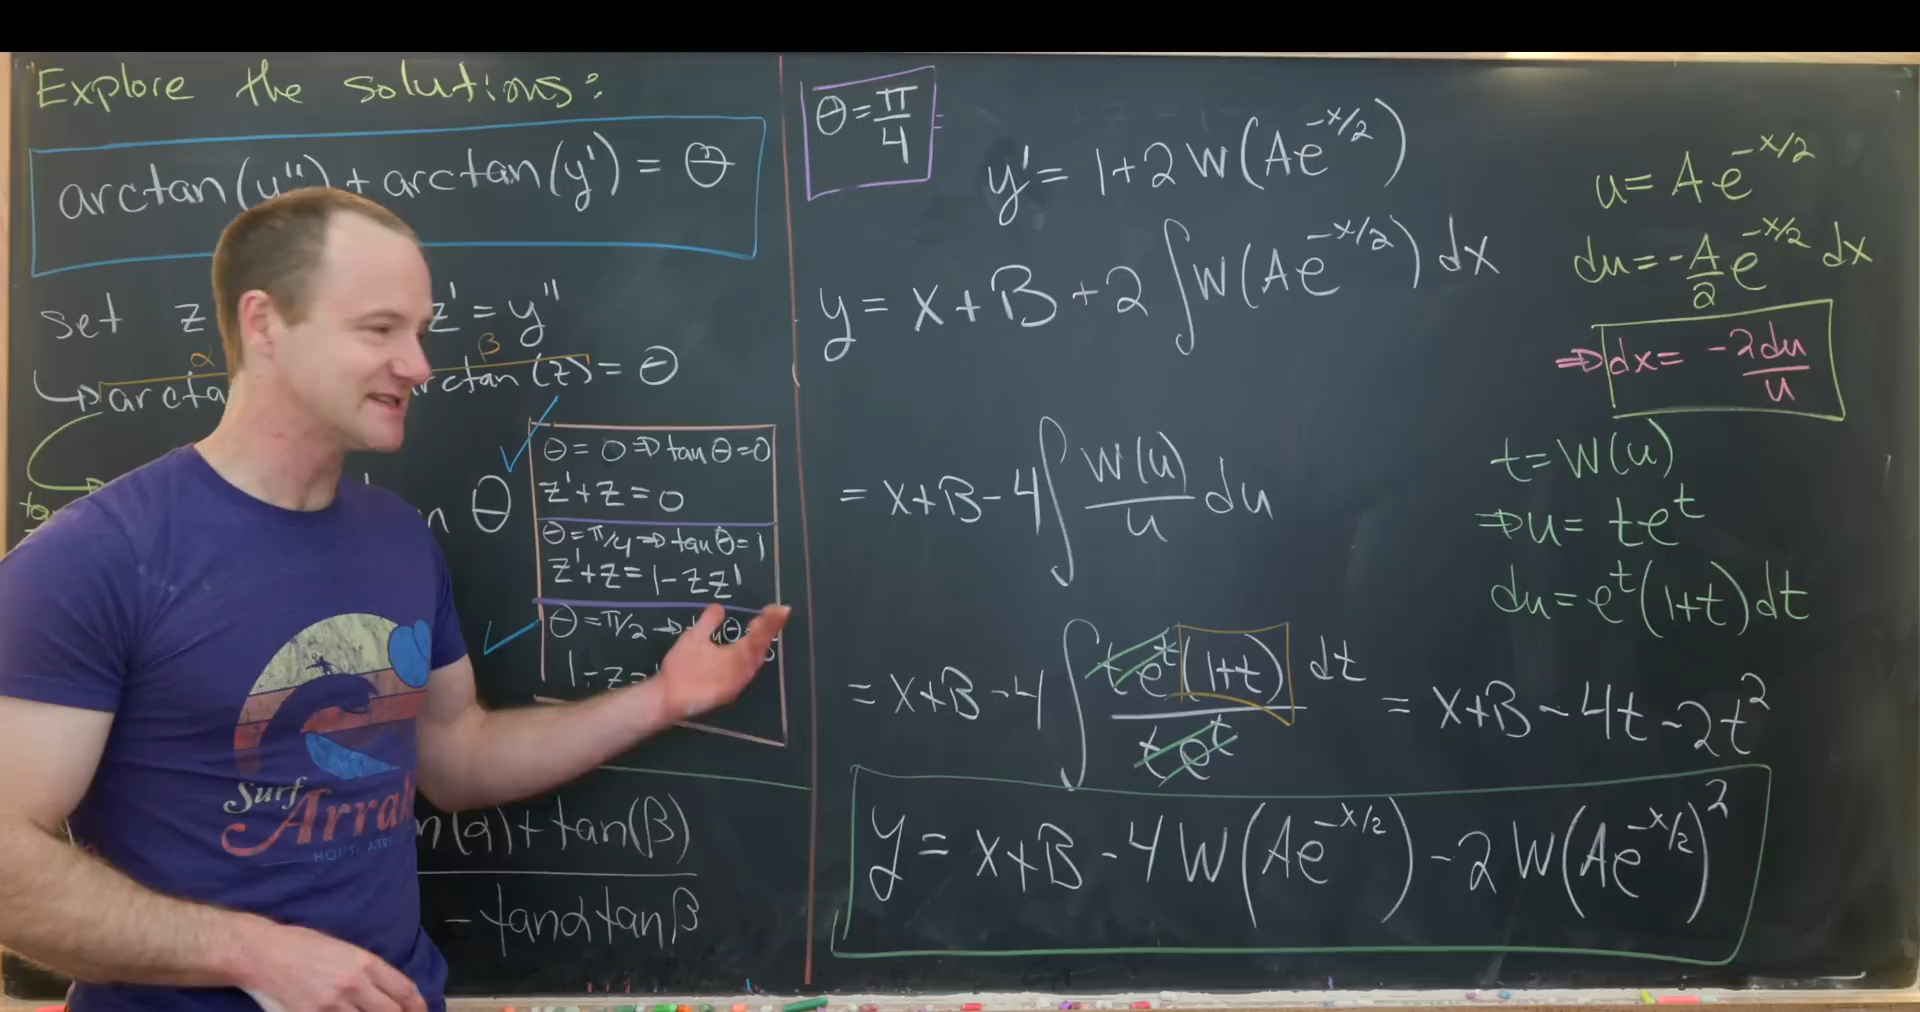 Explore the solutions:
arctan(y'') + arctan(y') = θ
set z z' = y''
α β
arcta rctan(z) = θ
n θ
θ = 0 ⇒ tan θ = 0
z' + z = 0
θ = π/4 ⇒ tan θ = 1
z' + z = 1 - zz'
θ = π/2 ⇒
1 - z
n(α) + tan(β)
- tanα tanβ
Surf
Arrak
θ = π/4
y' = 1 + 2W(Ae^{-x/2})
y = x + B + 2∫W(Ae^{-x/2}) dx
= x + B - 4∫ W(u)/u du
= x + B - 4∫ te^t(1+t)/te^t dt = x + B - 4t - 2t²
y = x + B - 4W(Ae^{-x/2}) - 2W(Ae^{-x/2})²
u = Ae^{-x/2}
du = -A/2 e^{-x/2} dx
⇒ dx = -2du/u
t = W(u)
⇒ u = te^t
du = e^t(1+t)dt